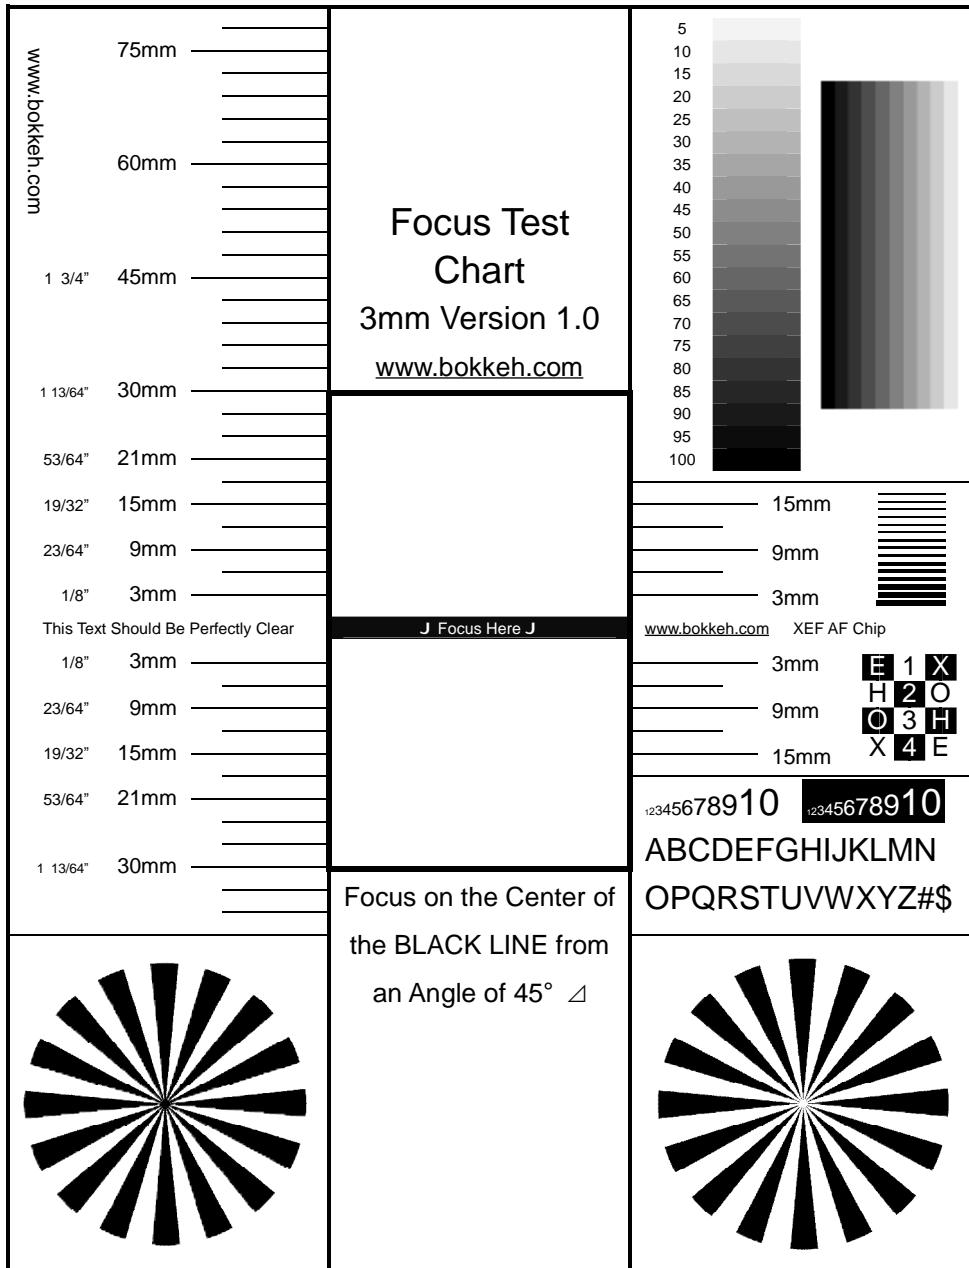 www.bokkeh.com
75mm
60mm
1 3/4” 45mm
1 13/64” 30mm
53/64” 21mm
19/32” 15mm
23/64” 9mm
1/8” 3mm
This Text Should Be Perfectly Clear
1/8” 3mm
23/64” 9mm
19/32” 15mm
53/64” 21mm
1 13/64” 30mm
Focus Test
Chart
3mm Version 1.0
www.bokkeh.com
J Focus Here J
Focus on the Center of
the BLACK LINE from
an Angle of 45° ⊿
5
10
15
20
25
30
35
40
45
50
55
60
65
70
75
80
85
90
95
100
15mm
9mm
3mm
www.bokkeh.com XEF AF Chip
3mm
9mm
15mm
E 1 X
H 2 O
O 3 H
X 4 E
12345678910 12345678910
ABCDEFGHIJKLMN
OPQRSTUVWXYZ#$